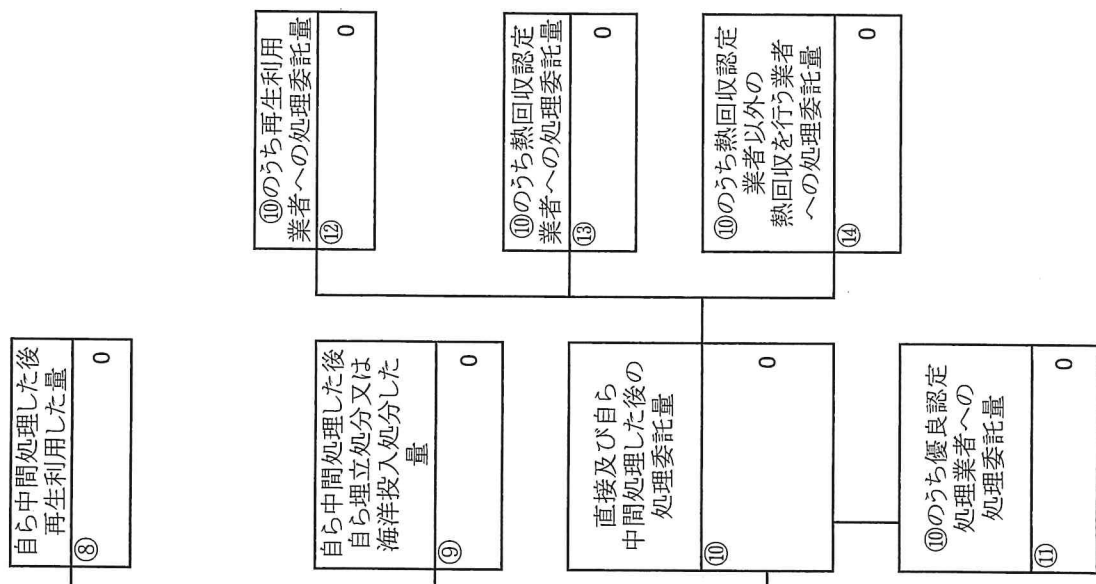 自ら中間処理した後
再生利用した量
⑧
0
自ら中間処理した後
自ら埋立処分又は
海洋投入処分した
量
⑨
0
直接及び自ら
中間処理した後の
処理委託量
⑩
0
⑩のうち優良認定
処理業者への
処理委託量
⑪
0
⑩のうち再生利用
業者への処理委託量
⑫
0
⑩のうち熱回収認定
業者への処理委託量
⑬
0
⑩のうち熱回収認定
業者以外の
熱回収を行う業者
への処理委託量
⑭
0